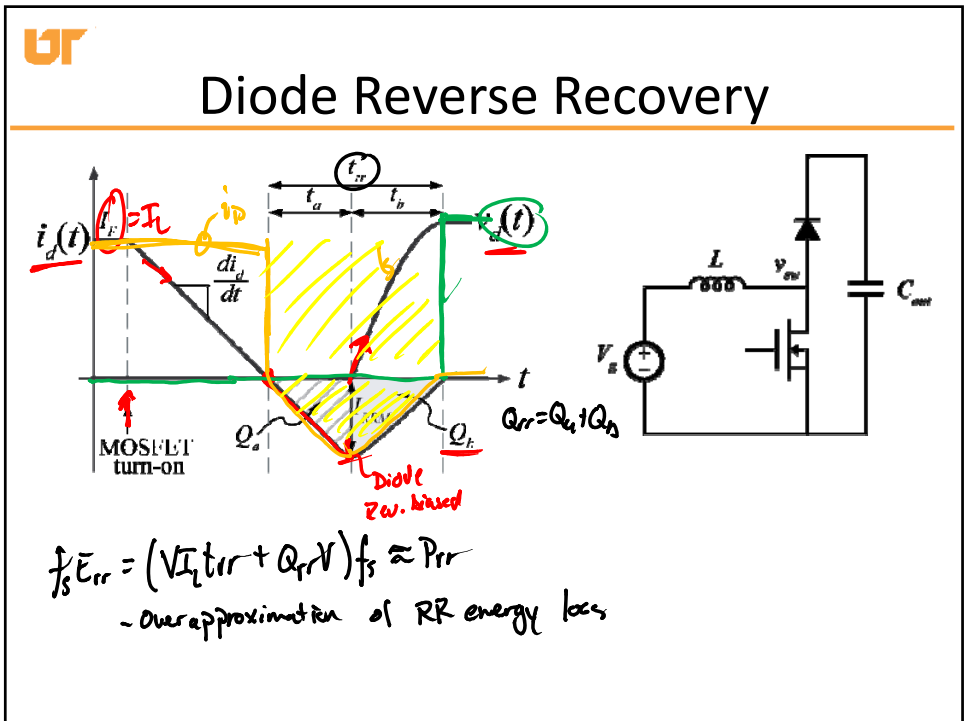 UT
Diode Reverse Recovery
t_rr
t_a
t_b
I_F = I_L
i_D
i_d(t)
v_d(t)
di_d
dt
t
Q_a
Q_b
Q_rr = Q_a + Q_b
MOSFET
turn-on
Diode
Rev. biased
L
v_sw
V_g
C_out
f_s E_rr = (V I_L t_rr + Q_rr V) f_s ≈ P_rr
- Overapproximation of RR energy loss